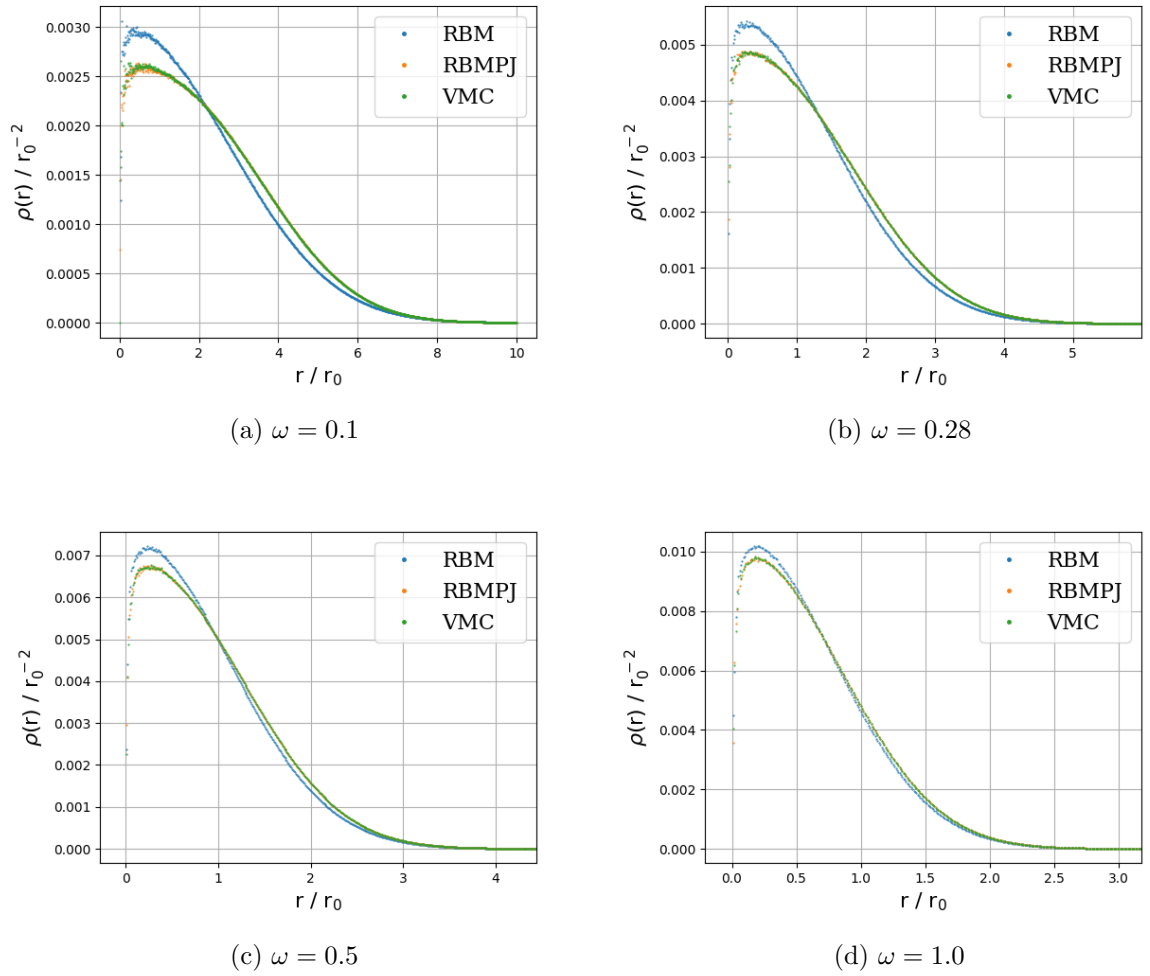 0.0030
0.0025
0.0020
0.0015
0.0010
0.0005
0.0000
ρ(r) / r₀⁻²
RBM
RBMPJ
VMC
0 2 4 6 8 10
r / r₀
(a) ω = 0.1
0.005
0.004
0.003
0.002
0.001
0.000
ρ(r) / r₀⁻²
RBM
RBMPJ
VMC
0 1 2 3 4 5
r / r₀
(b) ω = 0.28
0.007
0.006
0.005
0.004
0.003
0.002
0.001
0.000
ρ(r) / r₀⁻²
RBM
RBMPJ
VMC
0 1 2 3 4
r / r₀
(c) ω = 0.5
0.010
0.008
0.006
0.004
0.002
0.000
ρ(r) / r₀⁻²
RBM
RBMPJ
VMC
0.0 0.5 1.0 1.5 2.0 2.5 3.0
r / r₀
(d) ω = 1.0